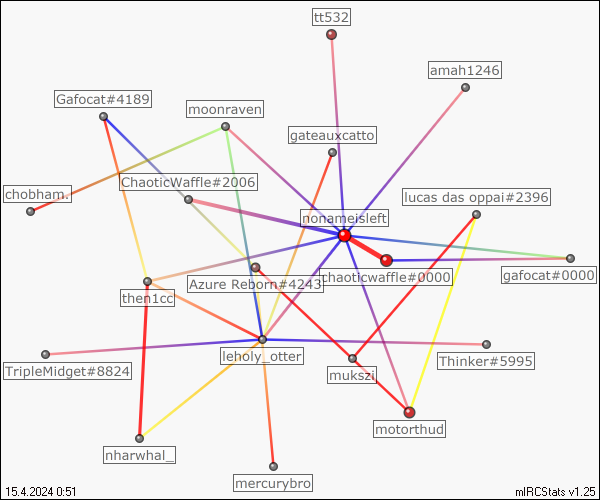 tt532
amah1246
Gafocat#4189
moonraven
gateauxcatto
ChaoticWaffle#2006
chobham.
lucas das oppai#2396
nonameisleft
chaoticwaffle#0000
gafocat#0000
Azure Reborn#4243
then1cc
leholy_otter
Thinker#5995
TripleMidget#8824
mukszi
motorthud
nharwhal_
mercurybro
15.4.2024 0:51
mIRCStats v1.25